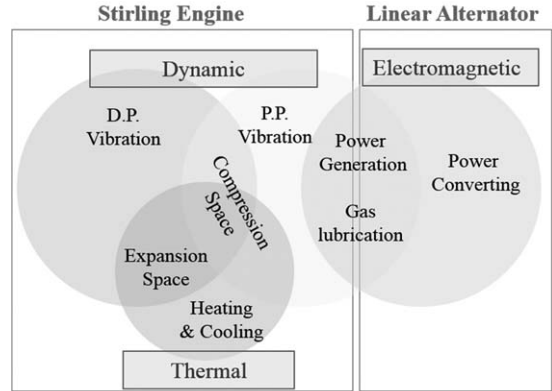 Stirling Engine
Linear Alternator
Dynamic
Electromagnetic
D.P.
Vibration
P.P.
Vibration
Power
Generation
Power
Converting
Compression
Space
Gas
lubrication
Expansion
Space
Heating
& Cooling
Thermal